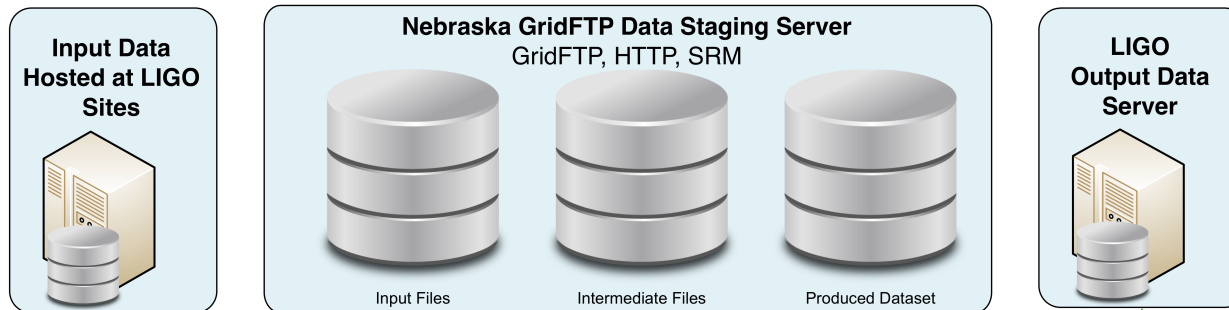 Input Data
Hosted at LIGO
Sites
Nebraska GridFTP Data Staging Server
GridFTP, HTTP, SRM
Input Files
Intermediate Files
Produced Dataset
LIGO
Output Data
Server